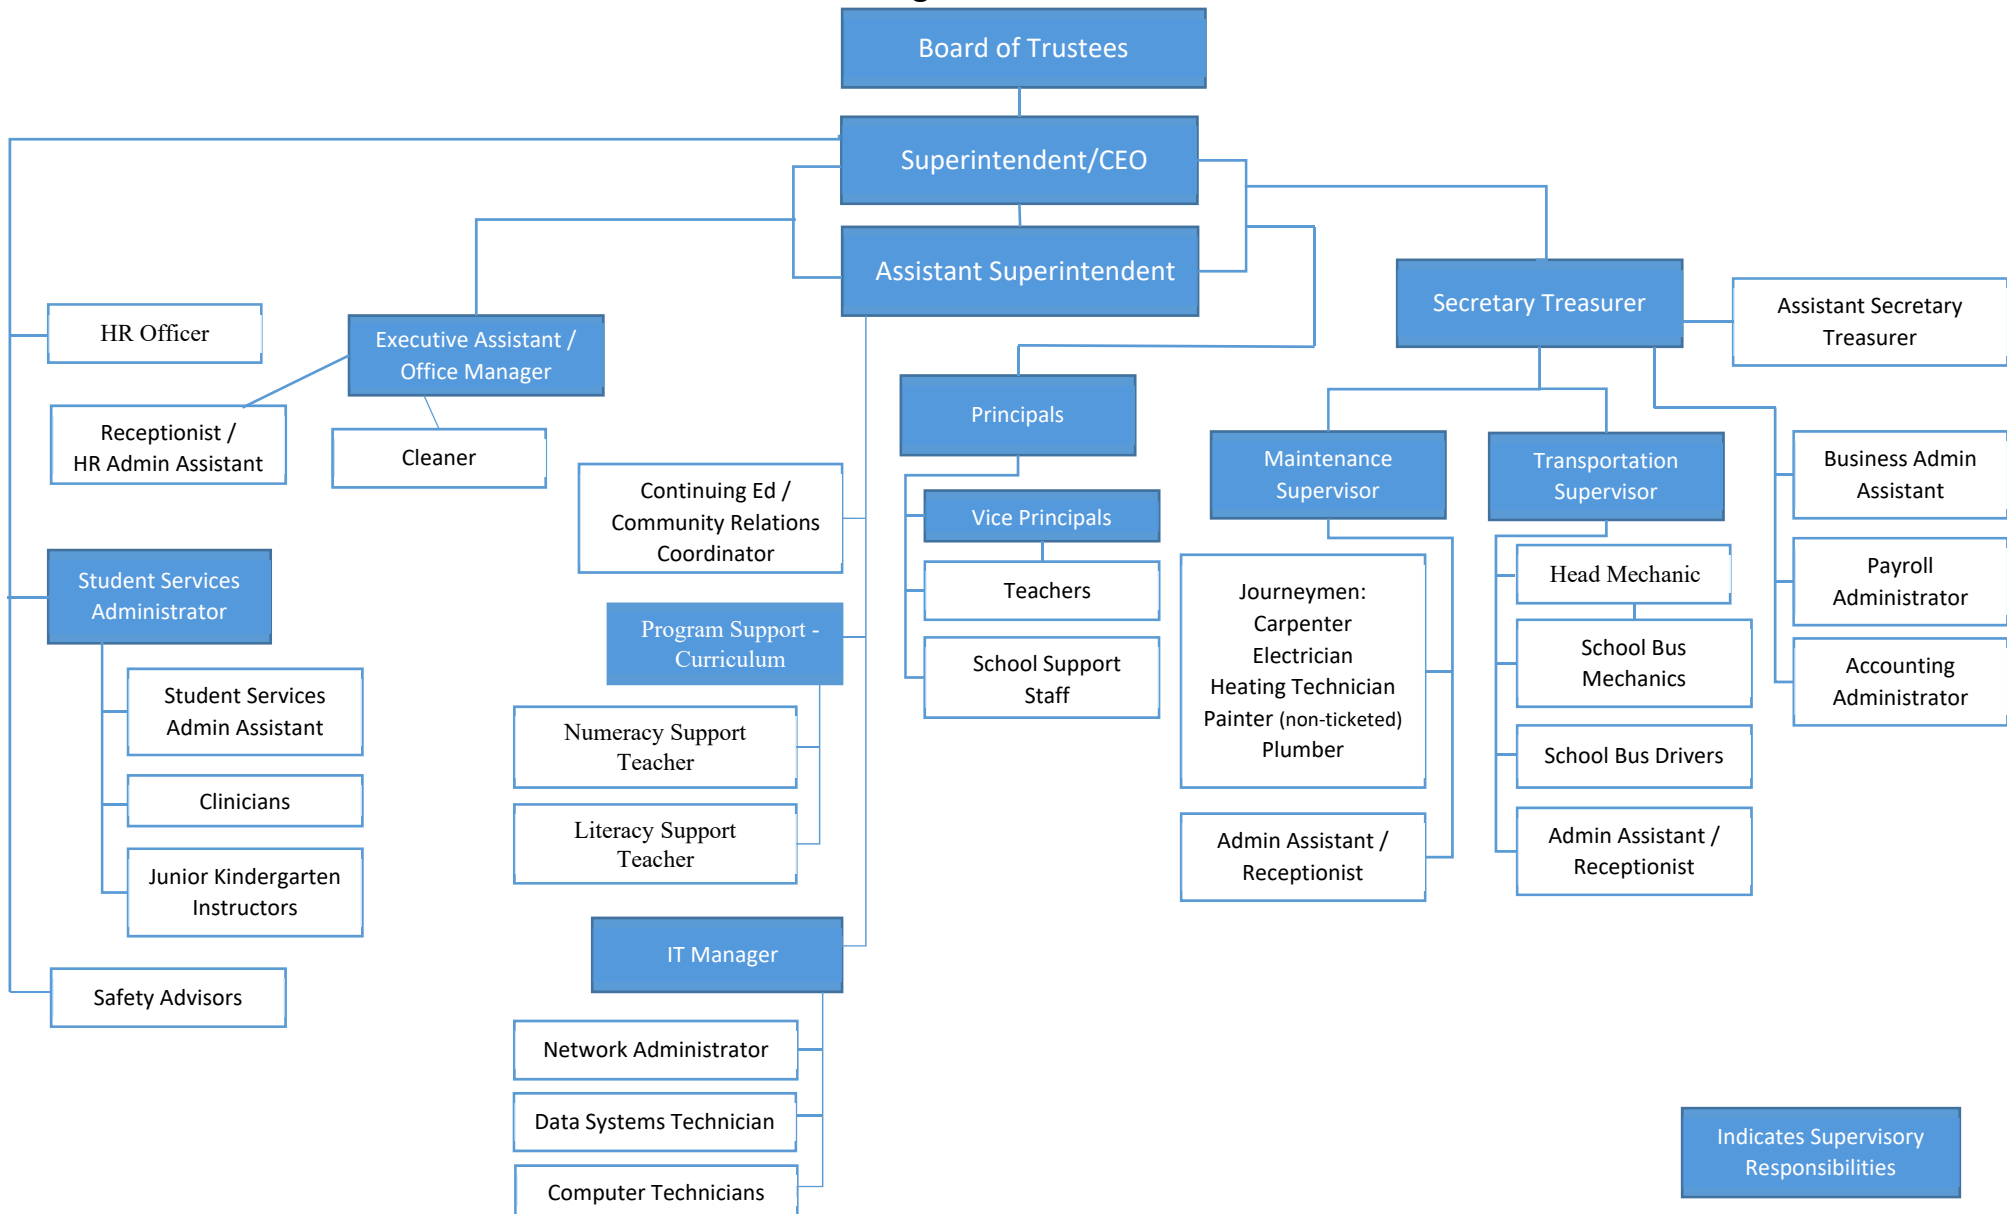 Board of Trustees
Superintendent/CEO
Assistant Superintendent
Secretary Treasurer
Assistant Secretary
Treasurer
HR Officer
Executive Assistant /
Office Manager
Receptionist /
HR Admin Assistant
Cleaner
Continuing Ed /
Community Relations
Coordinator
Principals
Vice Principals
Teachers
School Support
Staff
Maintenance
Supervisor
Transportation
Supervisor
Business Admin
Assistant
Payroll
Administrator
Accounting
Administrator
Journeymen:
Carpenter
Electrician
Heating Technician
Painter (non-ticketed)
Plumber
Admin Assistant /
Receptionist
Head Mechanic
School Bus
Mechanics
School Bus Drivers
Admin Assistant /
Receptionist
Student Services
Administrator
Student Services
Admin Assistant
Clinicians
Junior Kindergarten
Instructors
Safety Advisors
Program Support -
Curriculum
Numeracy Support
Teacher
Literacy Support
Teacher
IT Manager
Network Administrator
Data Systems Technician
Computer Technicians
Indicates Supervisory
Responsibilities